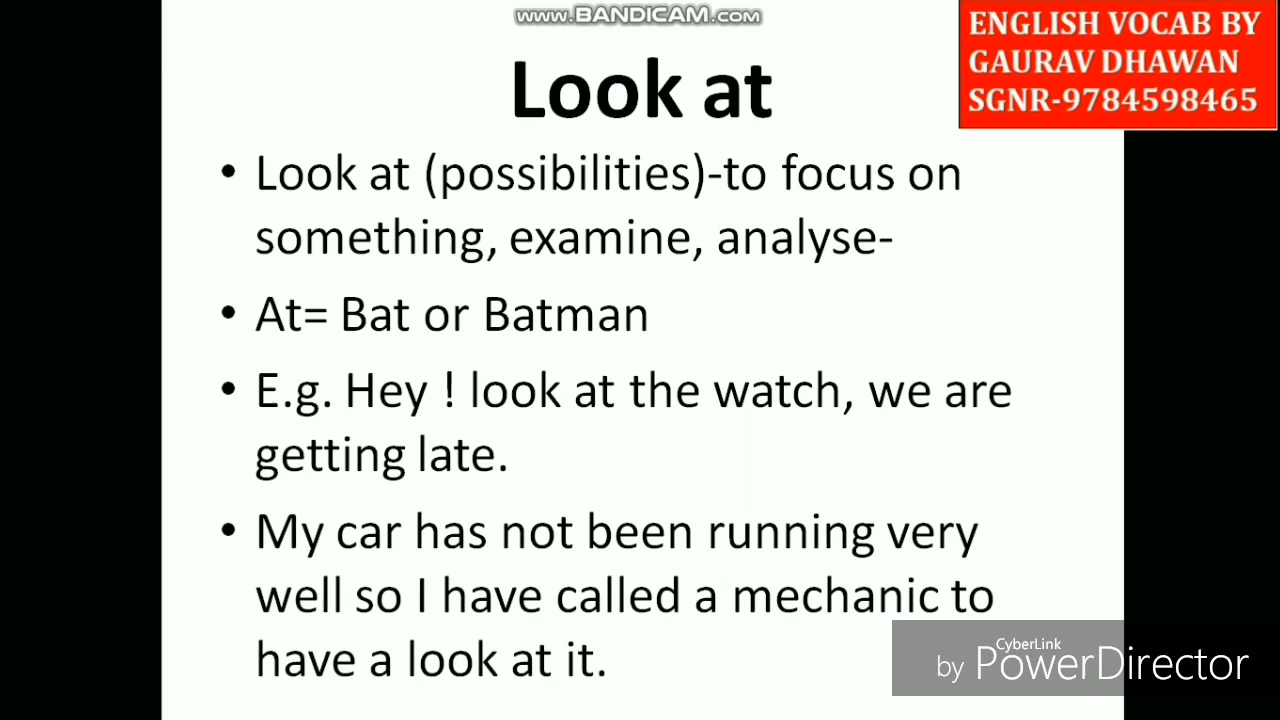 www.BANDICAM.com
ENGLISH VOCAB BY
GAURAV DHAWAN
SGNR-9784598465
Look at
• Look at (possibilities)-to focus on
something, examine, analyse-
• At= Bat or Batman
• E.g. Hey ! look at the watch, we are
getting late.
• My car has not been running very
well so I have called a mechanic to
have a look at it.
CyberLink
by PowerDirector